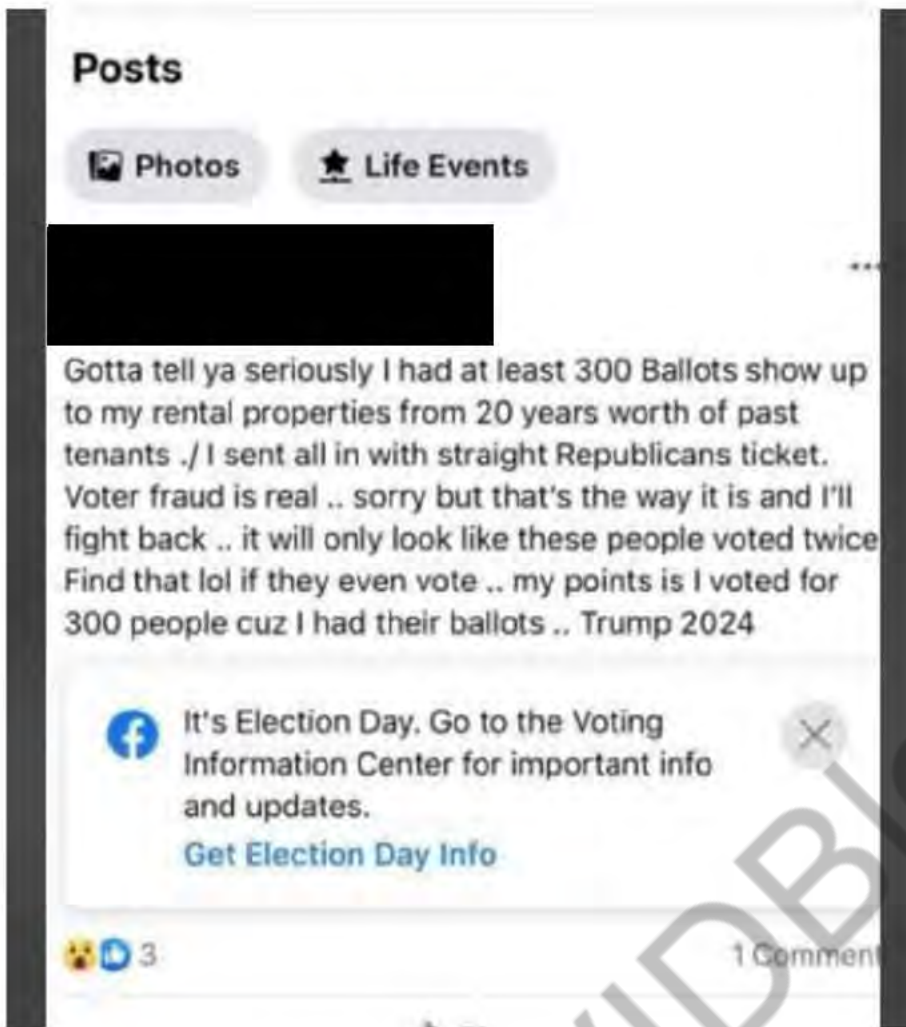 Posts
Photos
Life Events
Gotta tell ya seriously I had at least 300 Ballots show up
to my rental properties from 20 years worth of past
tenants ./ I sent all in with straight Republicans ticket.
Voter fraud is real .. sorry but that's the way it is and I'll
fight back .. it will only look like these people voted twice
Find that lol if they even vote .. my points is I voted for
300 people cuz I had their ballots .. Trump 2024
It's Election Day. Go to the Voting
Information Center for important info
and updates.
Get Election Day Info
3
1 Comment